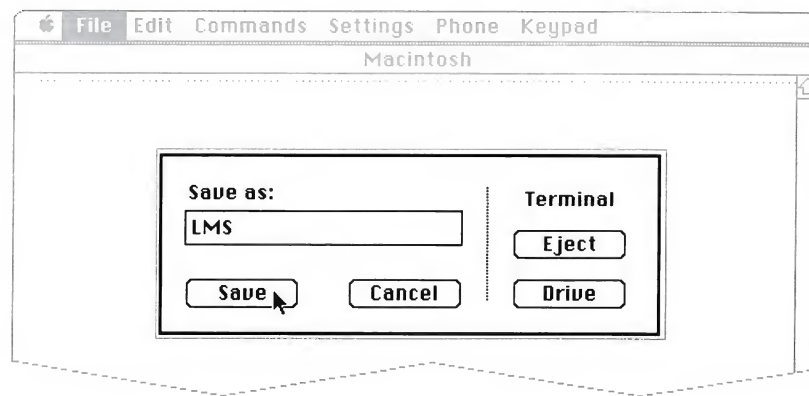 File Edit Commands Settings Phone Keypad
Macintosh
Save as:
LMS
Save Cancel
Terminal
Eject
Drive